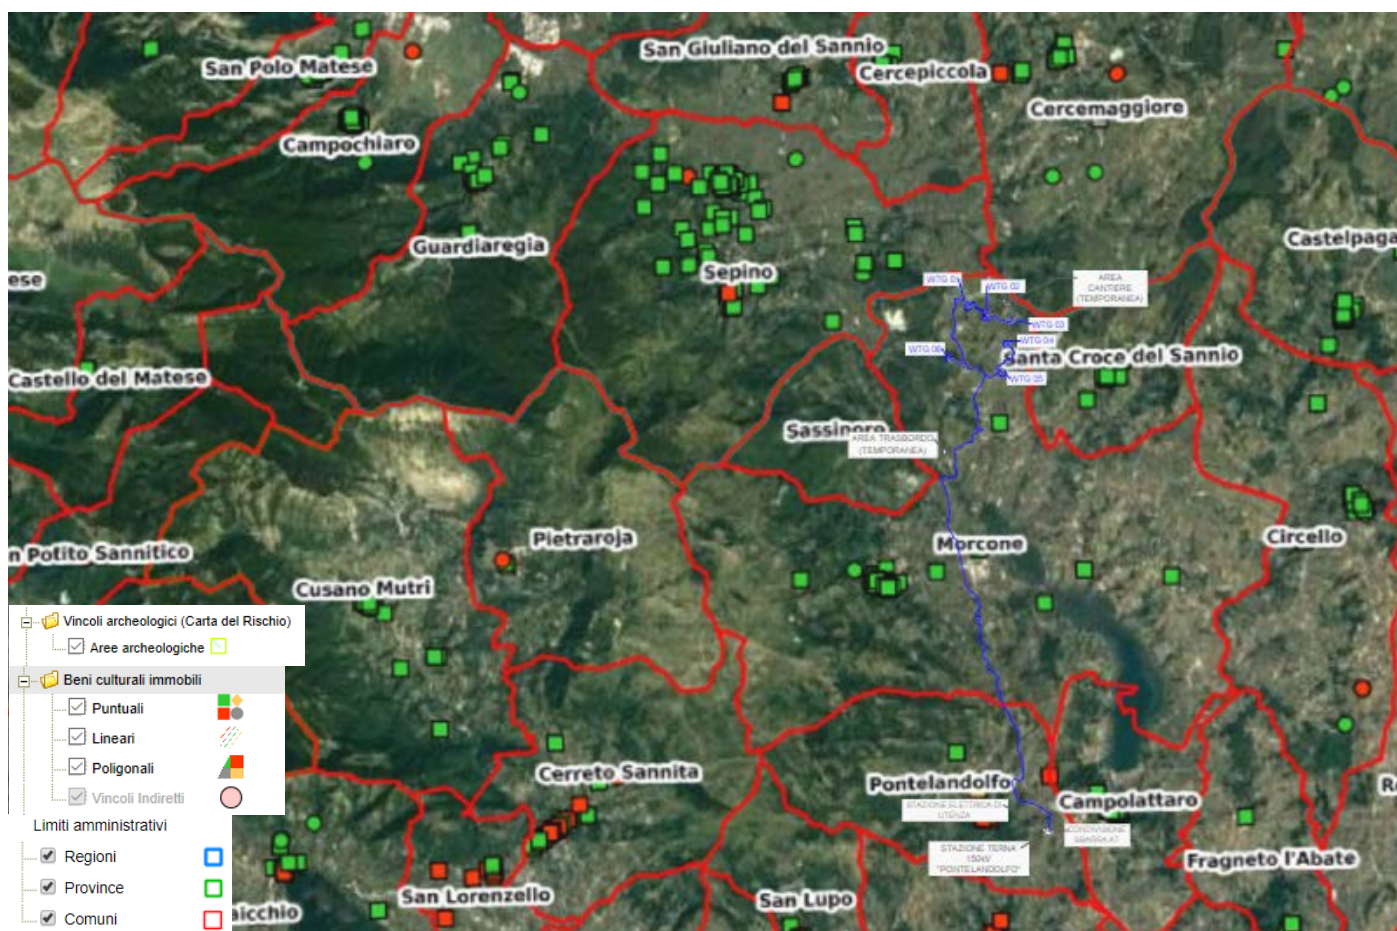 San Giuliano del Sannio
San Polo Matese
Cercepiccola
Cercemaggiore
Campochiaro
Guardiaregia
Castelpaga
Sepino
ese
WTG 01
WTG 02
AREA
CANTIERE
(TEMPORANEA)
WTG 03
WTG 04
WTG 06
Santa Croce del Sannio
WTG 05
Castello del Matese
Sassinoro
AREA TRASBORDO
(TEMPORANEA)
Pietraroja
Morcone
Circello
n Potito Sannitico
Cusano Mutri
Vincoli archeologici (Carta del Rischio)
Aree archeologiche
Beni culturali immobili
Puntuali
Lineari
Poligonali
Vincoli Indiretti
Limiti amministrativi
Regioni
Province
Comuni
Cerreto Sannita
Pontelandolfo
Campolattaro
STAZIONE ELETTRICA DI
UTENZA
STAZIONE TERNA
150kV
"PONTELANDOLFO"
Fragneto l'Abate
San Lorenzello
San Lupo
aicchio